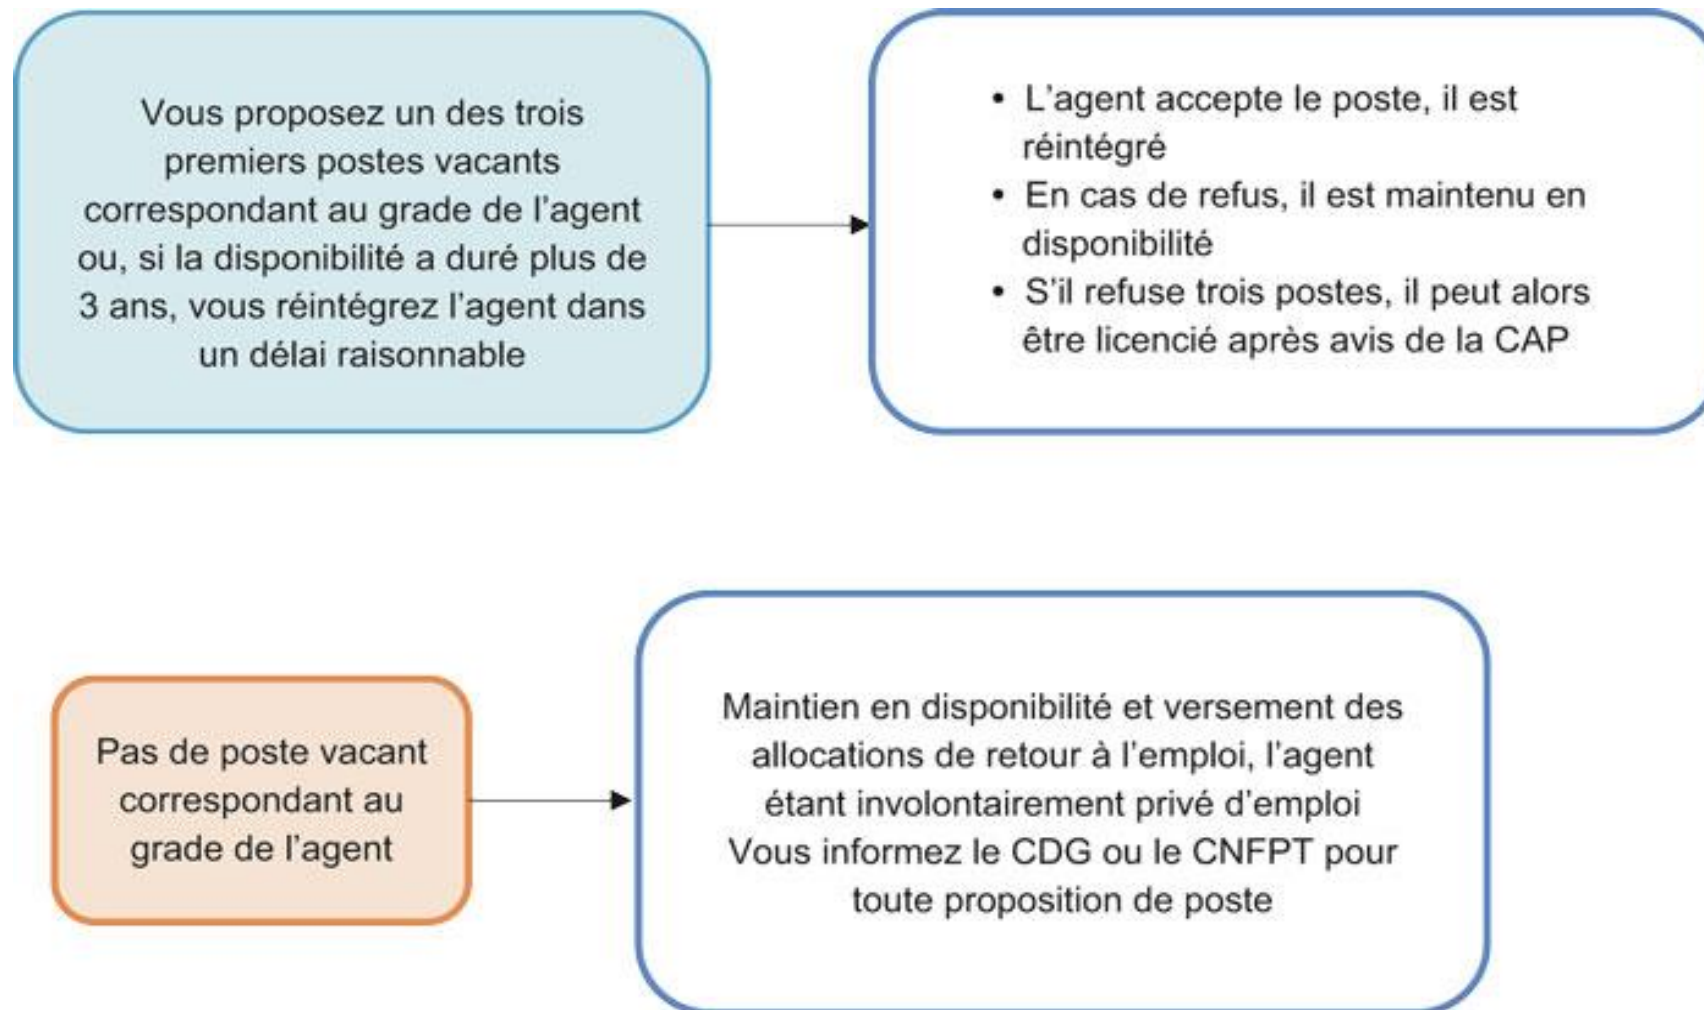 Vous proposez un des trois
premiers postes vacants
correspondant au grade de l’agent
ou, si la disponibilité a duré plus de
3 ans, vous réintégrez l’agent dans
un délai raisonnable
• L’agent accepte le poste, il est
réintégré
• En cas de refus, il est maintenu en
disponibilité
• S’il refuse trois postes, il peut alors
être licencié après avis de la CAP
Pas de poste vacant
correspondant au
grade de l’agent
Maintien en disponibilité et versement des
allocations de retour à l’emploi, l’agent
étant involontairement privé d’emploi
Vous informez le CDG ou le CNFPT pour
toute proposition de poste